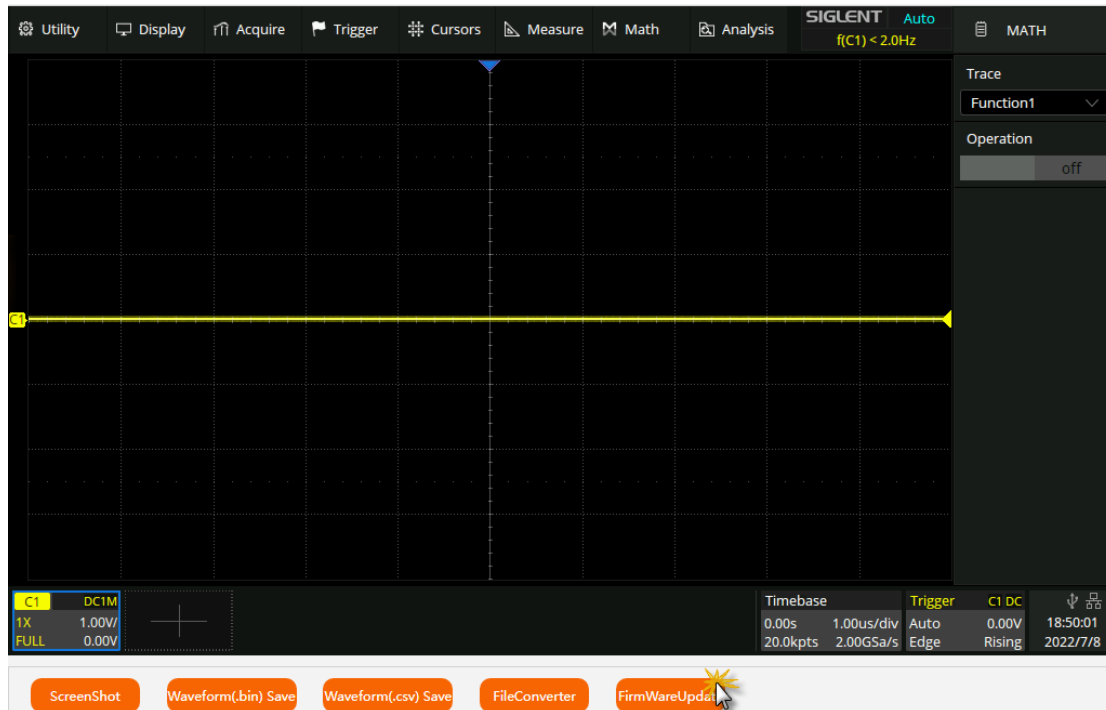 Utility Display Acquire Trigger Cursors Measure Math Analysis
SIGLENT Auto
f(C1) < 2.0Hz
MATH
Trace
Function1
Operation
off
C1
C1 DC1M
1X 1.00V/
FULL 0.00V
Timebase
0.00s 1.00us/div
20.0kpts 2.00GSa/s
Trigger C1 DC
Auto 0.00V
Edge Rising
18:50:01
2022/7/8
ScreenShot Waveform(.bin) Save Waveform(.csv) Save FileConverter